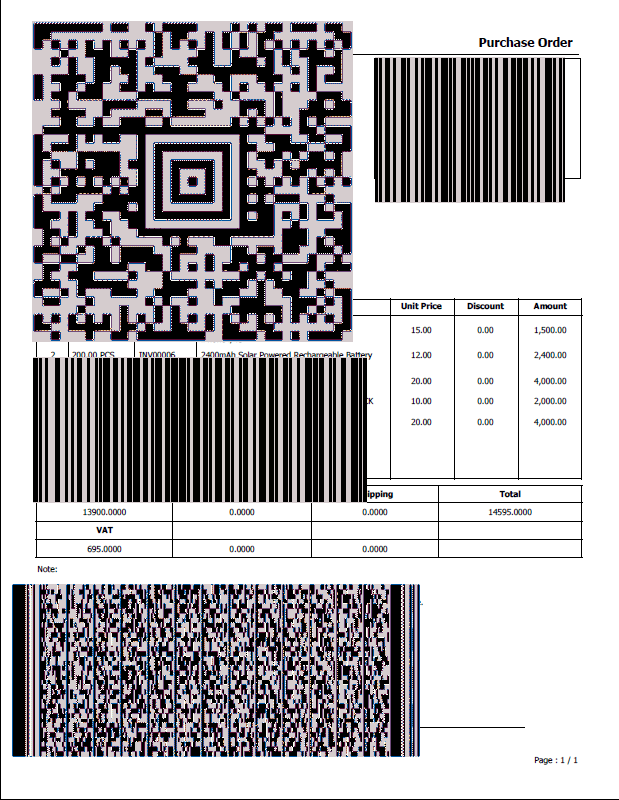 Purchase Order
Unit Price Discount Amount
15.00 0.00 1,500.00
2 200.00 PCS INV00006 2400mAh Solar Powered Rechargeable Battery 12.00 0.00 2,400.00
20.00 0.00 4,000.00
10.00 0.00 2,000.00
20.00 0.00 4,000.00
Total
13900.0000 0.0000 0.0000 14595.0000
VAT
695.0000 0.0000 0.0000
Note:
Page : 1 / 1